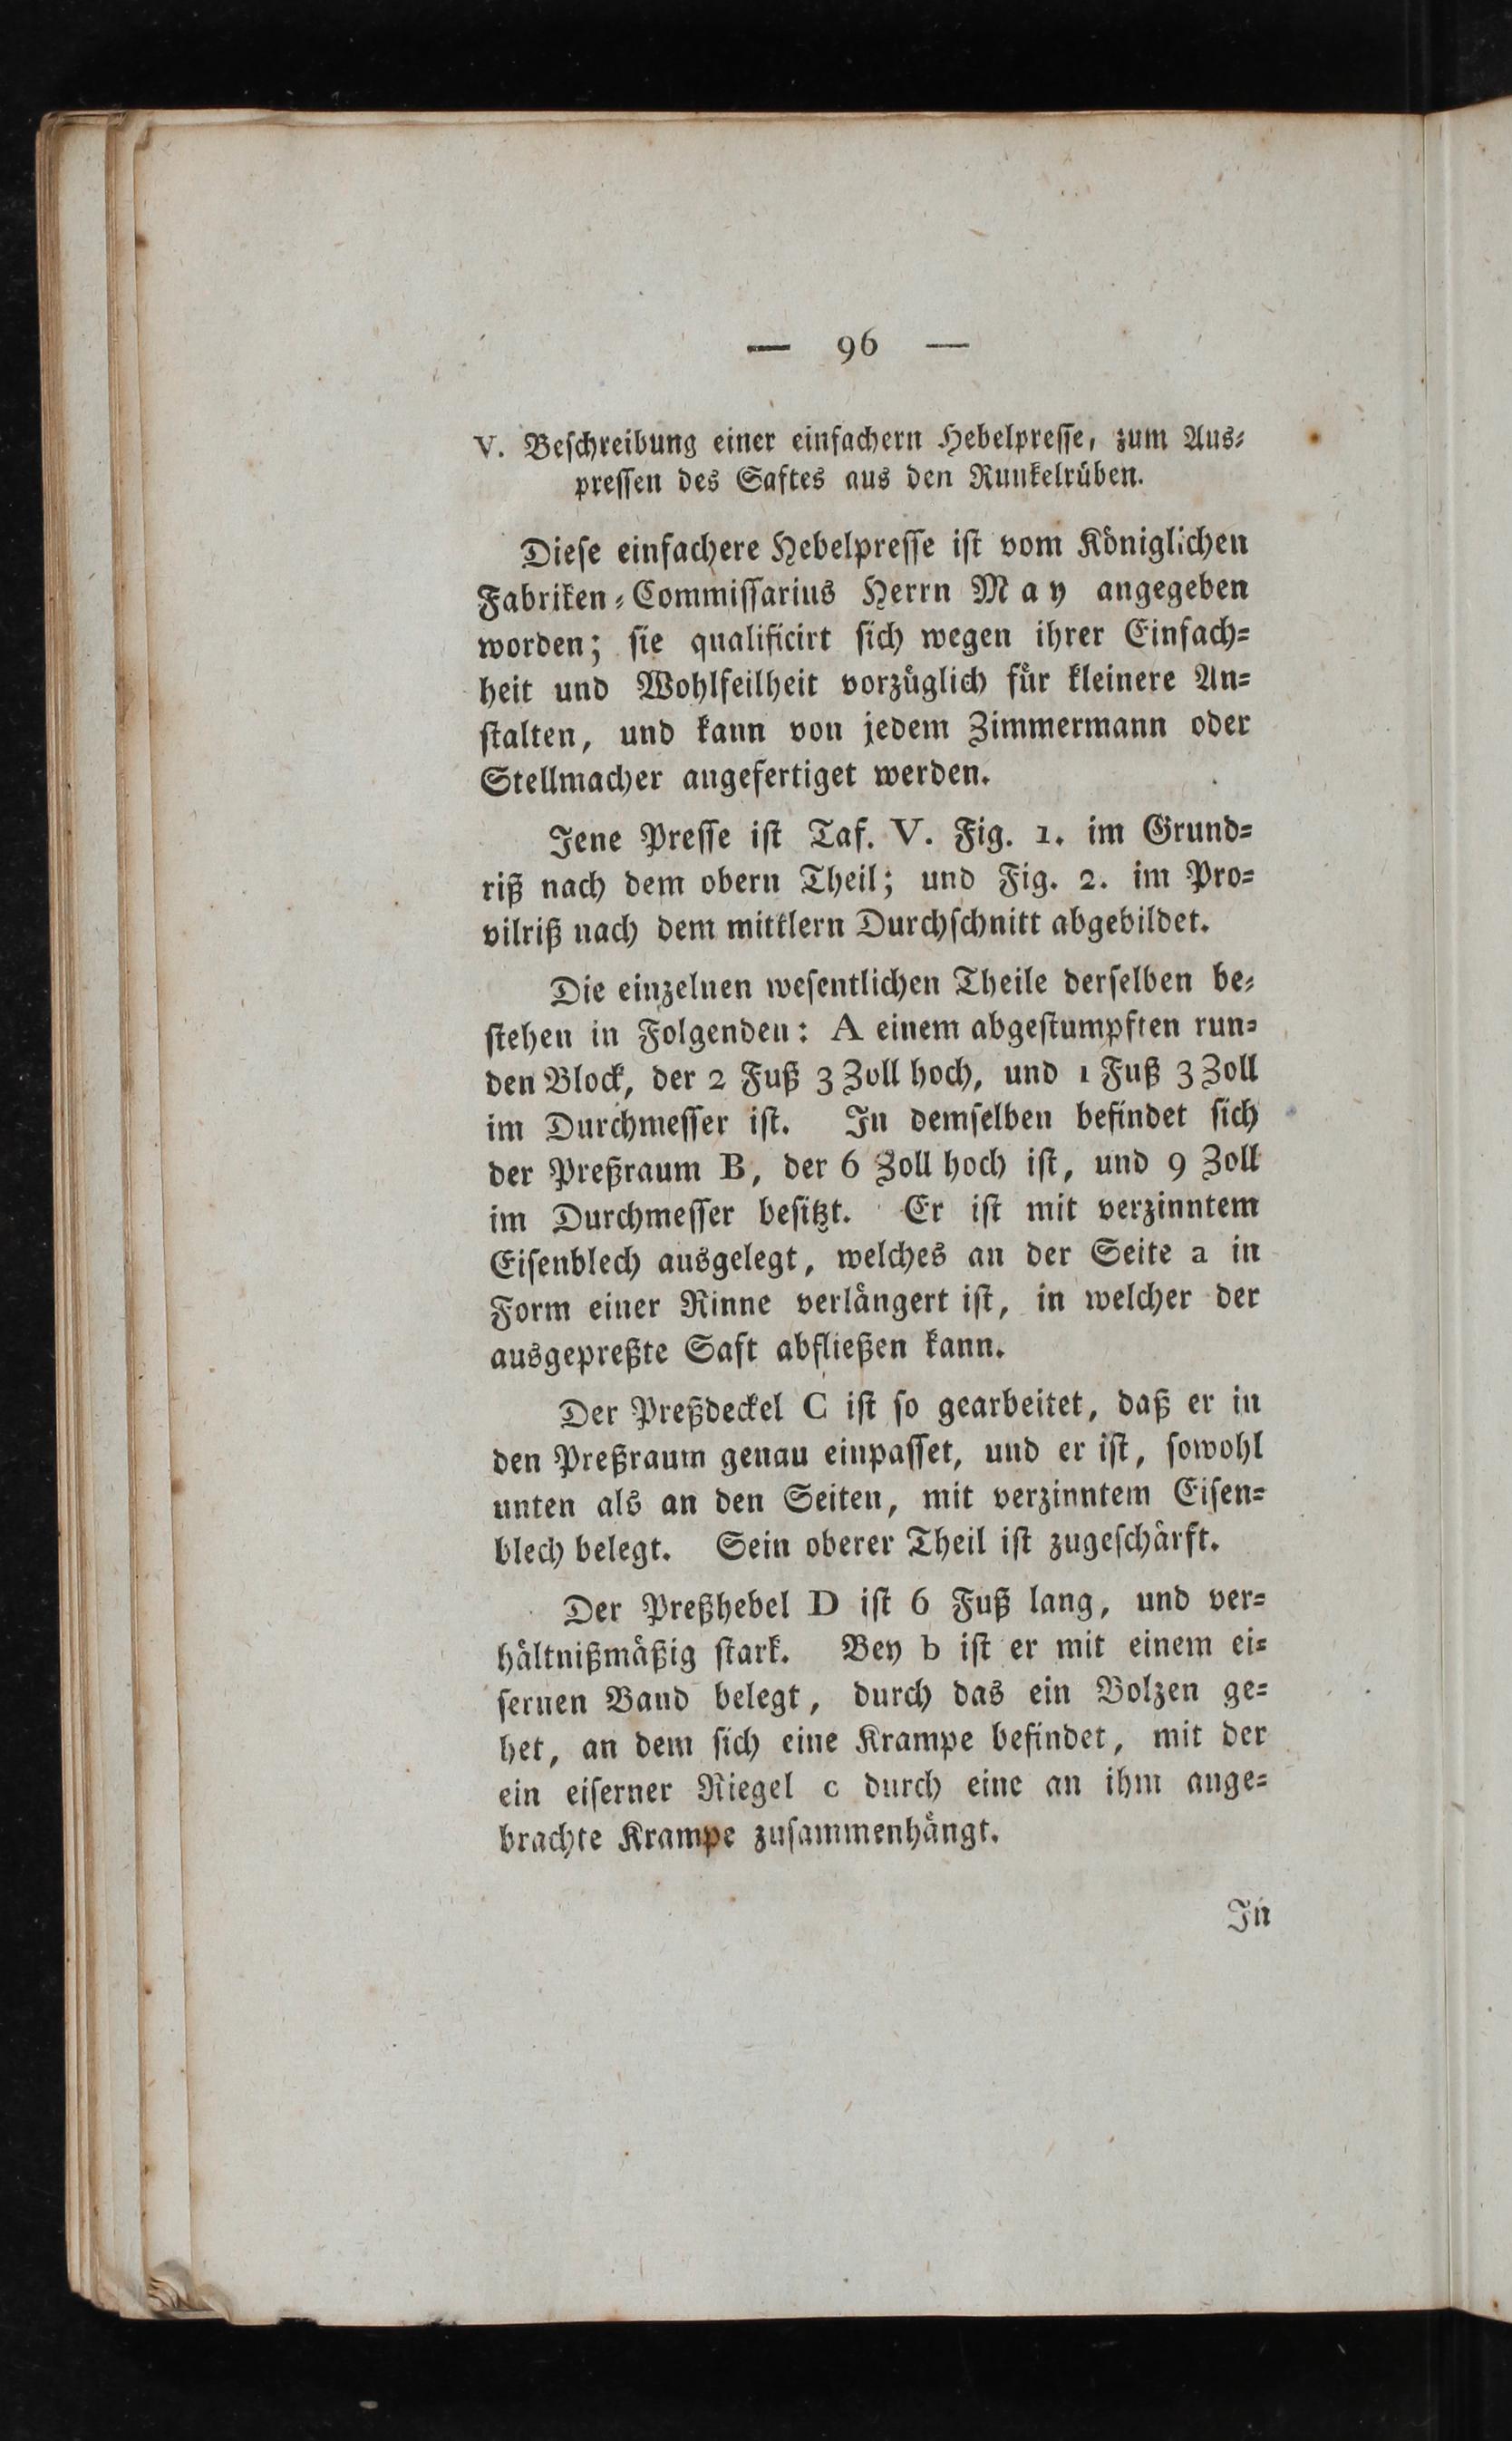 — 96 —
V. Beschreibung einer einfachern Hebelpresse, zum Aus-
pressen des Saftes aus den Runkelrüben.
Diese einfachere Hebelpresse ist vom Königlichen
Fabriken-Commissarius Herrn May angegeben
worden; sie qualificirt sich wegen ihrer Einfach-
heit und Wohlfeilheit vorzüglich für kleinere An-
stalten, und kann von jedem Zimmermann oder
Stellmacher angefertiget werden.
Jene Presse ist Taf. V. Fig. 1. im Grund-
riß nach dem obern Theil; und Fig. 2. im Pro-
vilriß nach dem mittlern Durchschnitt abgebildet.
Die einzelnen wesentlichen Theile derselben be-
stehen in Folgenden: A einem abgestumpften run-
den Block, der 2 Fuß 3 Zoll hoch, und 1 Fuß 3 Zoll
im Durchmesser ist. In demselben befindet sich
der Preßraum B, der 6 Zoll hoch ist, und 9 Zoll
im Durchmesser besitzt. Er ist mit verzinntem
Eisenblech ausgelegt, welches an der Seite a in
Form einer Rinne verlängert ist, in welcher der
ausgepreßte Saft abfließen kann.
Der Preßdeckel C ist so gearbeitet, daß er in
den Preßraum genau einpasset, und er ist, sowohl
unten als an den Seiten, mit verzinntem Eisen-
blech belegt. Sein oberer Theil ist zugeschärft.
Der Preßhebel D ist 6 Fuß lang, und ver-
hältnißmäßig stark. Bey b ist er mit einem ei-
sernen Band belegt, durch das ein Bolzen ge-
het, an dem sich eine Krampe befindet, mit der
ein eiserner Riegel c durch eine an ihm ange-
brachte Krampe zusammenhängt.
In